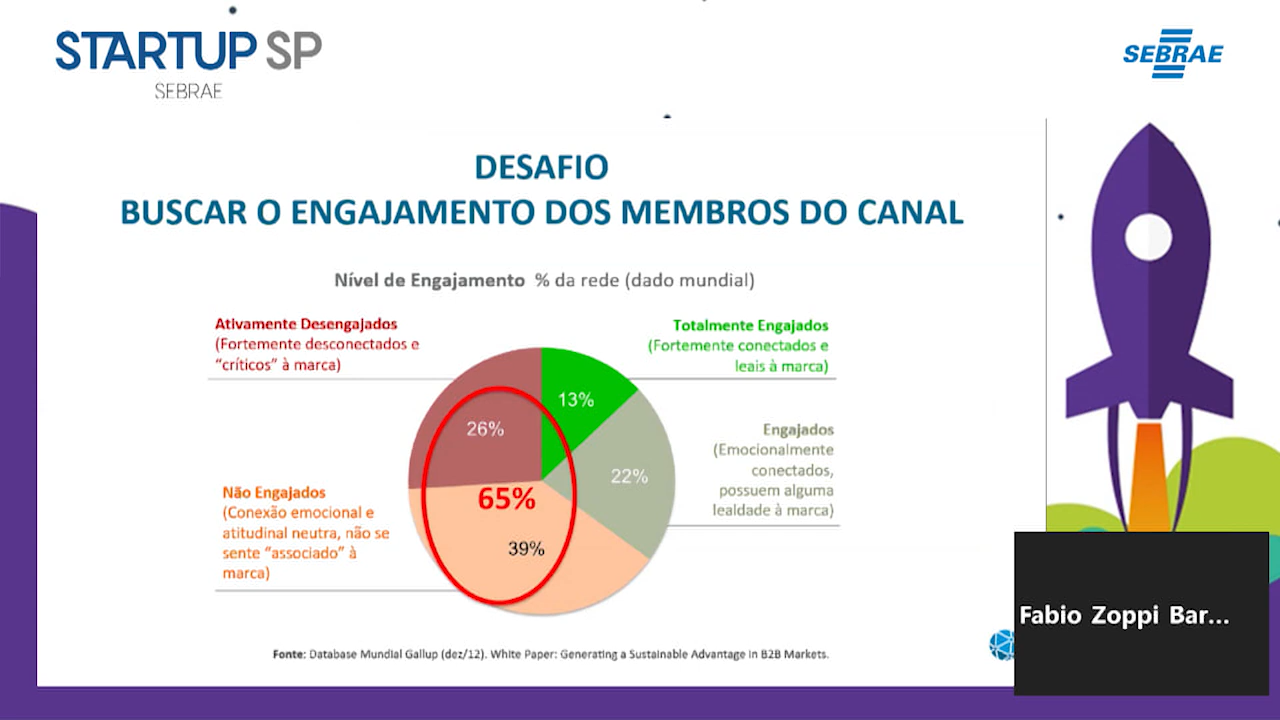 STARTUP SP
SEBRAE
SEBRAE
DESAFIO
BUSCAR O ENGAJAMENTO DOS MEMBROS DO CANAL
Nível de Engajamento % da rede (dado mundial)
Ativamente Desengajados
(Fortemente desconectados e
“críticos” à marca)
Totalmente Engajados
(Fortemente conectados e
leais à marca)
13%
26%
22%
65%
39%
Engajados
(Emocionalmente
conectados,
possuem alguma
lealdade à marca)
Não Engajados
(Conexão emocional e
atitudinal neutra, não se
sente “associado” à
marca)
Fonte: Database Mundial Gallup (dez/12). White Paper: Generating a Sustainable Advantage in B2B Markets.
Fabio Zoppi Bar...